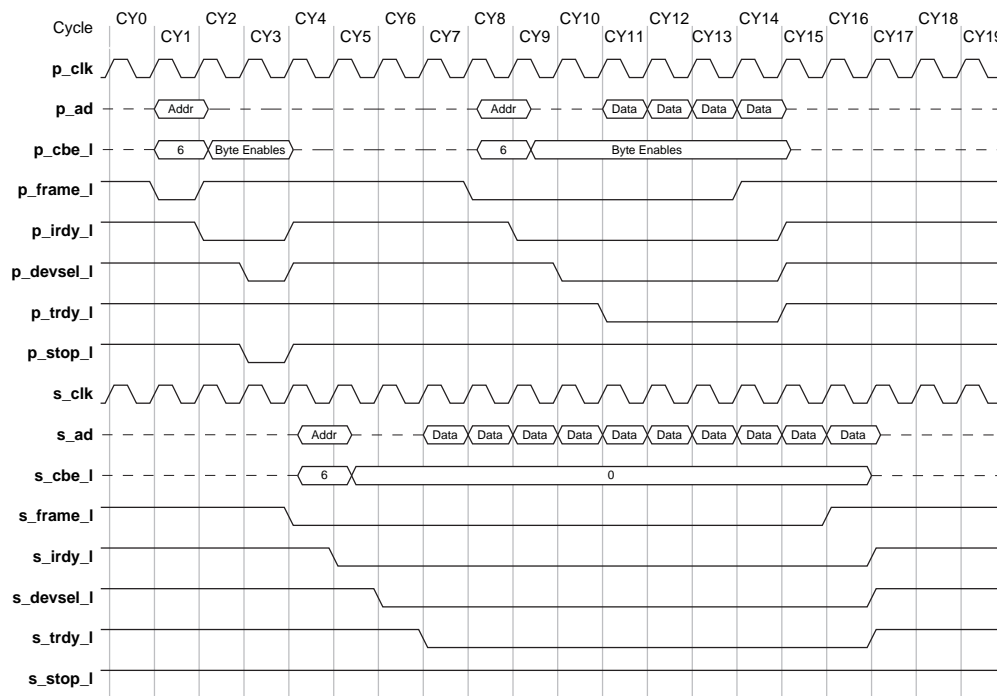 CY0 CY2 CY4 CY6 CY8 CY10 CY12 CY14 CY16 CY18
Cycle
CY1 CY3 CY5 CY7 CY9 CY11 CY13 CY15 CY17 CY19
p_clk
p_ad Addr Addr Data Data Data Data
p_cbe_l 6 Byte Enables 6 Byte Enables
p_frame_l
p_irdy_l
p_devsel_l
p_trdy_l
p_stop_l
s_clk
s_ad Addr Data Data Data Data Data Data Data Data Data Data
s_cbe_l 6 0
s_frame_l
s_irdy_l
s_devsel_l
s_trdy_l
s_stop_l